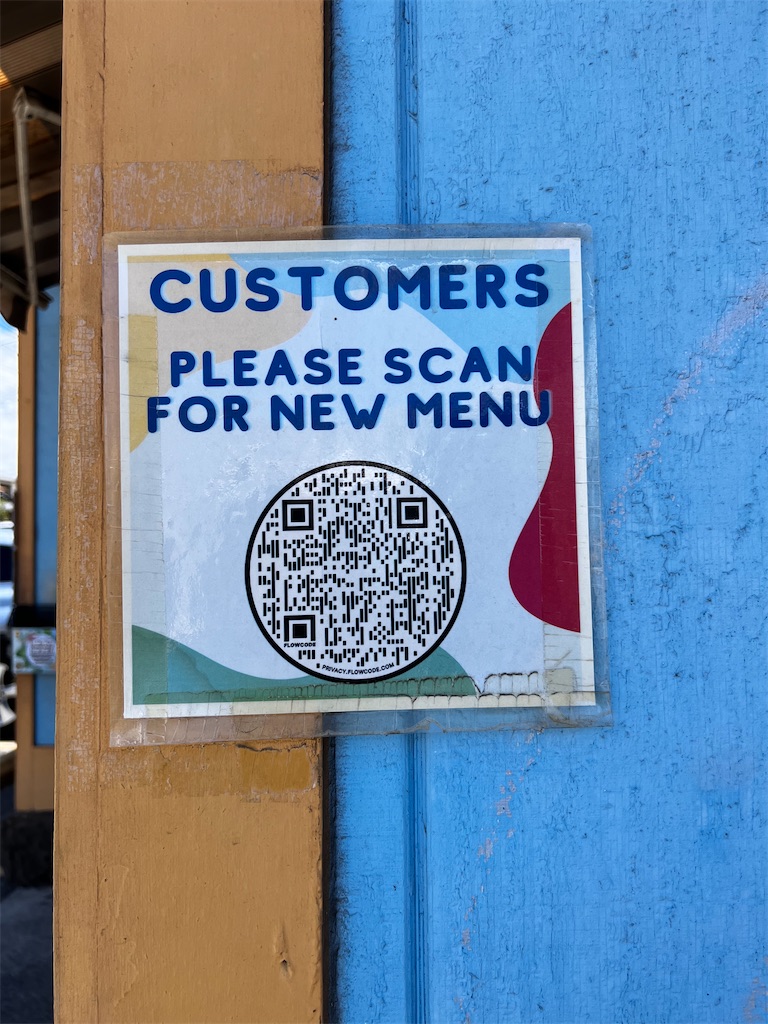 CUSTOMERS
PLEASE SCAN
FOR NEW MENU
FLOWCODE
PRIVACY.FLOWCODE.COM